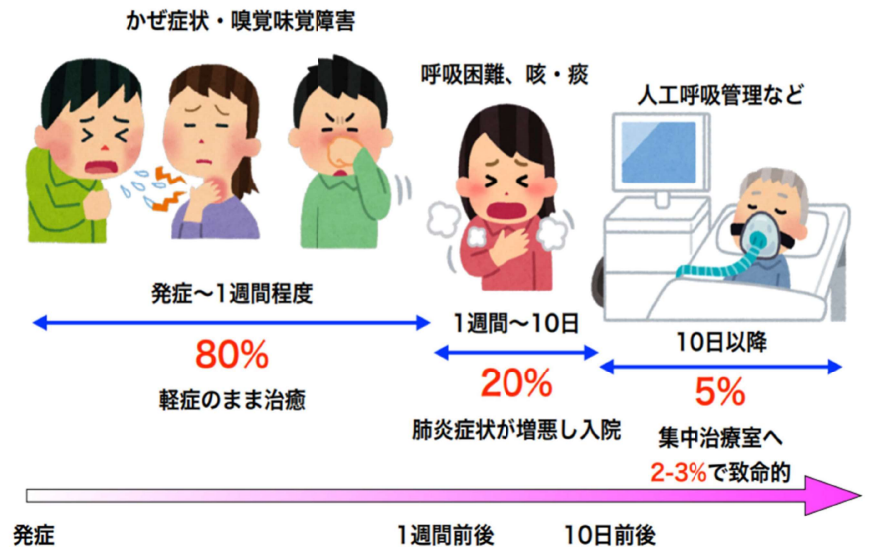 かぜ症状・嗅覚味覚障害
呼吸困難、咳・痰
人工呼吸管理など
発症〜1週間程度
80%
軽症のまま治癒
1週間〜10日
20%
肺炎症状が増悪し入院
10日以降
5%
集中治療室へ
2-3%で致命的
発症
1週間前後
10日前後